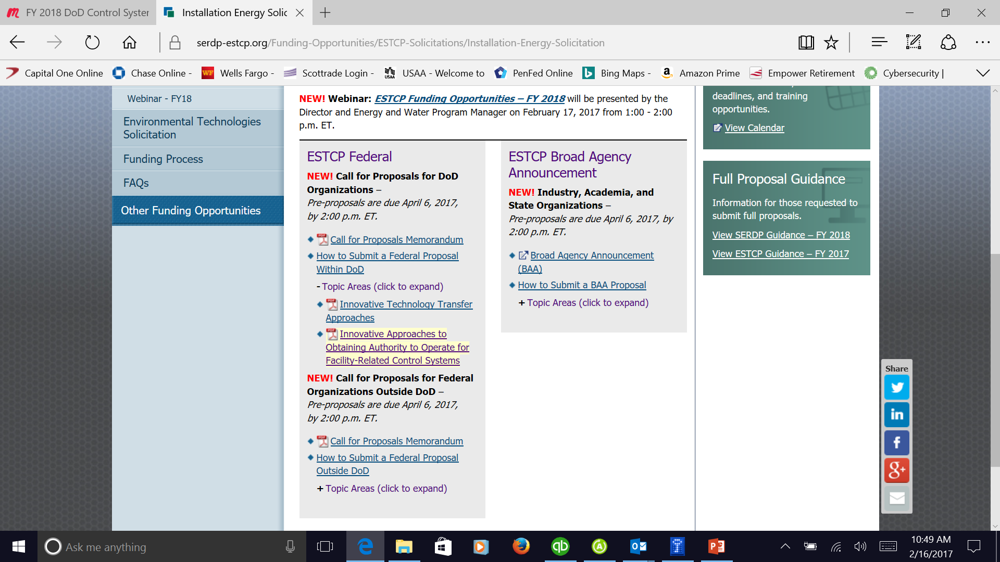 FY 2018 DoD Control Syster
Installation Energy Solic
serdp-estcp.org/Funding-Opportunities/ESTCP-Solicitations/Installation-Energy-Solicitation
Capital One Online
Chase Online -
WF
Wells Fargo -
Scottrade Login -
USAA
USAA - Welcome to
PenFed Online
Bing Maps -
Amazon Prime
Empower Retirement
Cybersecurity |
Webinar - FY18
Environmental Technologies
Solicitation
Funding Process
FAQs
Other Funding Opportunities
NEW! Webinar: ESTCP Funding Opportunities – FY 2018 will be presented by the
Director and Energy and Water Program Manager on February 17, 2017 from 1:00 - 2:00
p.m. ET.
ESTCP Federal
NEW! Call for Proposals for DoD
Organizations –
Pre-proposals are due April 6, 2017,
by 2:00 p.m. ET.
Call for Proposals Memorandum
How to Submit a Federal Proposal
Within DoD
- Topic Areas (click to expand)
Innovative Technology Transfer
Approaches
Innovative Approaches to
Obtaining Authority to Operate for
Facility-Related Control Systems
NEW! Call for Proposals for Federal
Organizations Outside DoD –
Pre-proposals are due April 6, 2017,
by 2:00 p.m. ET.
Call for Proposals Memorandum
How to Submit a Federal Proposal
Outside DoD
+ Topic Areas (click to expand)
ESTCP Broad Agency
Announcement
NEW! Industry, Academia, and
State Organizations –
Pre-proposals are due April 6, 2017, by
2:00 p.m. ET.
Broad Agency Announcement
(BAA)
How to Submit a BAA Proposal
+ Topic Areas (click to expand)
deadlines, and training
opportunities.
View Calendar
Full Proposal Guidance
Information for those requested to
submit full proposals.
View SERDP Guidance – FY 2018
View ESTCP Guidance – FY 2017
Share
in
f
g+
Ask me anything
10:49 AM
2/16/2017